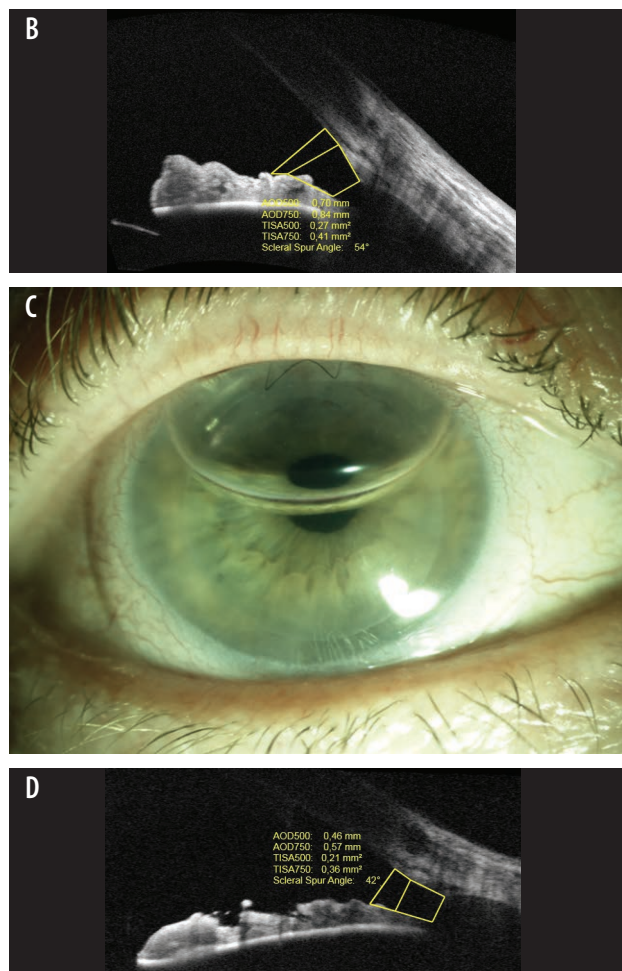 B
AOD500: 0,70 mm
AOD750: 0,84 mm
TISA500: 0,27 mm²
TISA750: 0,41 mm²
Scleral Spur Angle: 54°
C
D
AOD500: 0,46 mm
AOD750: 0,57 mm
TISA500: 0,21 mm²
TISA750: 0,36 mm²
Scleral Spur Angle: 42°